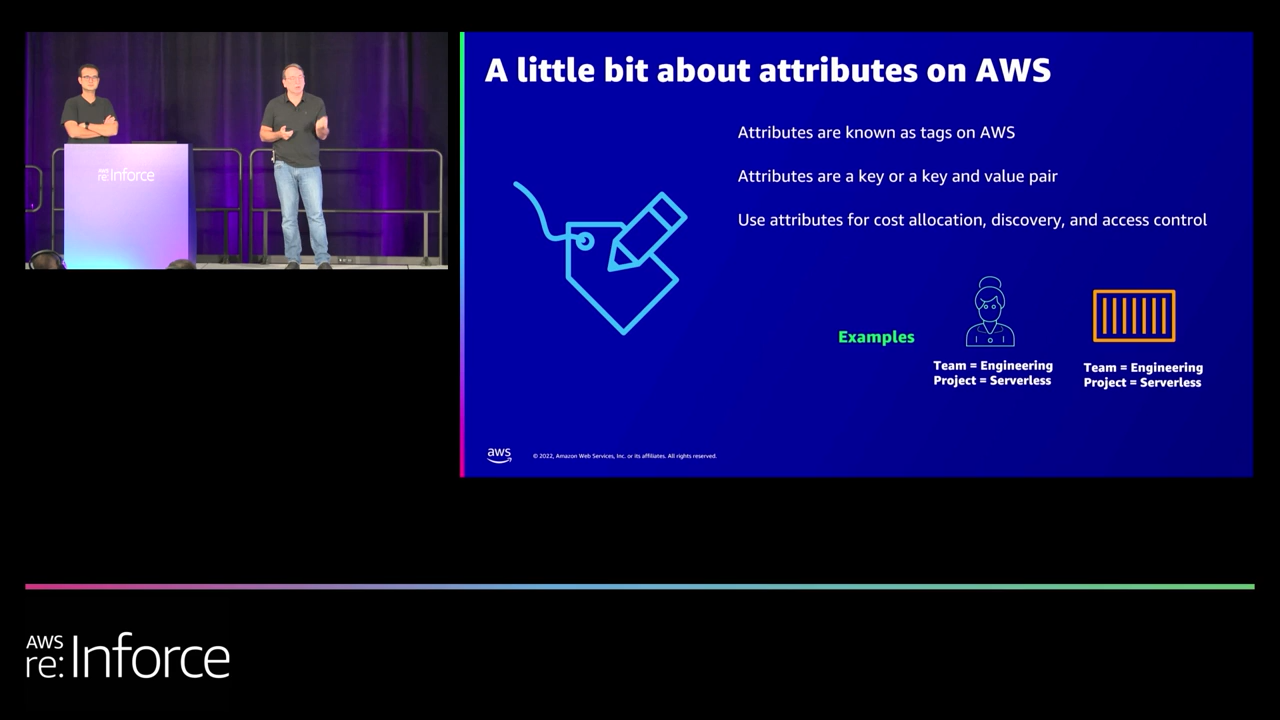 AWS
re:Inforce
A little bit about attributes on AWS
Attributes are known as tags on AWS
Attributes are a key or a key and value pair
Use attributes for cost allocation, discovery, and access control
Examples
Team = Engineering
Project = Serverless
Team = Engineering
Project = Serverless
aws
© 2022, Amazon Web Services, Inc. or its affiliates. All rights reserved.
AWS
re:Inforce